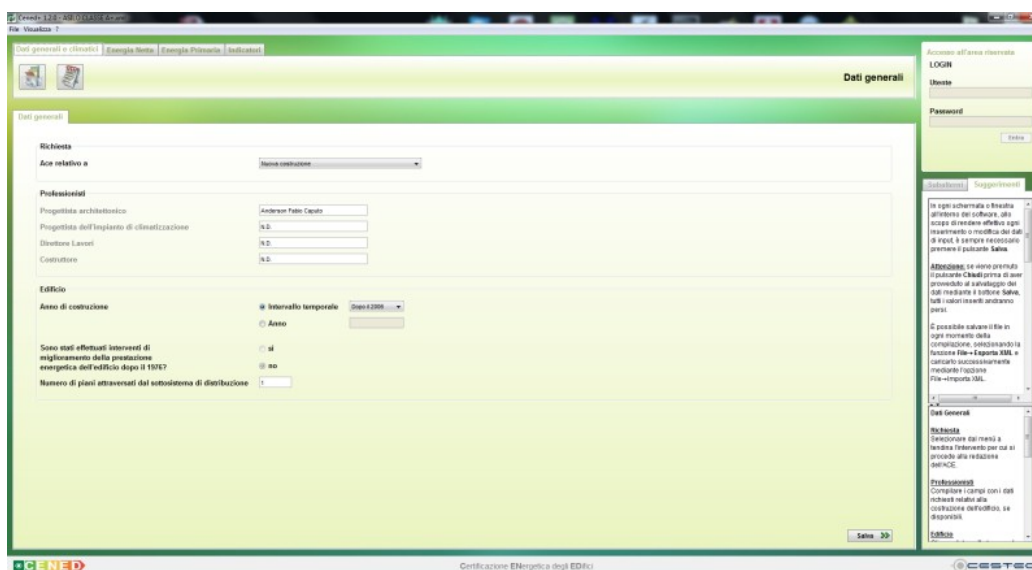 Cened+ 1.2.0 - ASILO CLASSE A+.xml
File Visualizza ?
Dati generali e climatici Energia Netta Energia Primaria Indicatori
Dati generali
Dati generali
Richiesta
Ace relativo a Nuova costruzione
Professionisti
Progettista architettonico Anderson Fabio Caputo
Progettista dell'impianto di climatizzazione N.D.
Direttore Lavori N.D.
Costruttore N.D.
Edificio
Anno di costruzione Intervallo temporale Dopo il 2006
Anno
Sono stati effettuati interventi di
miglioramento della prestazione
energetica dell'edificio dopo il 1976?
si
no
Numero di piani attraversati dal sottosistema di distribuzione 1
Salva
Accesso all'area riservata
LOGIN
Utente
Password
Entra
Subalterni Suggerimenti
In ogni schermata o finestra
all'interno del software, allo
scopo di rendere effettivo ogni
inserimento o modifica dei dati
di input, è sempre necessario
premere il pulsante Salva.
Attenzione: se viene premuto
il pulsante Chiudi prima di aver
provveduto al salvataggio dei
dati mediante il bottone Salva,
tutti i valori inseriti andranno
persi.
È possibile salvare il file in
ogni momento della
compilazione, selezionando la
funzione File→Esporta XML e
caricarlo successivamente
mediante l'opzione
File→Importa XML.
Dati Generali
Richiesta
Selezionare dal menù a
tendina l'intervento per cui si
procede alla redazione
dell'ACE.
Professionisti
Compilare i campi con i dati
richiesti relativi alla
costruzione dell'edificio, se
disponibili.
Edificio
CENED
Certificazione ENergetica degli EDifici
CESTEC